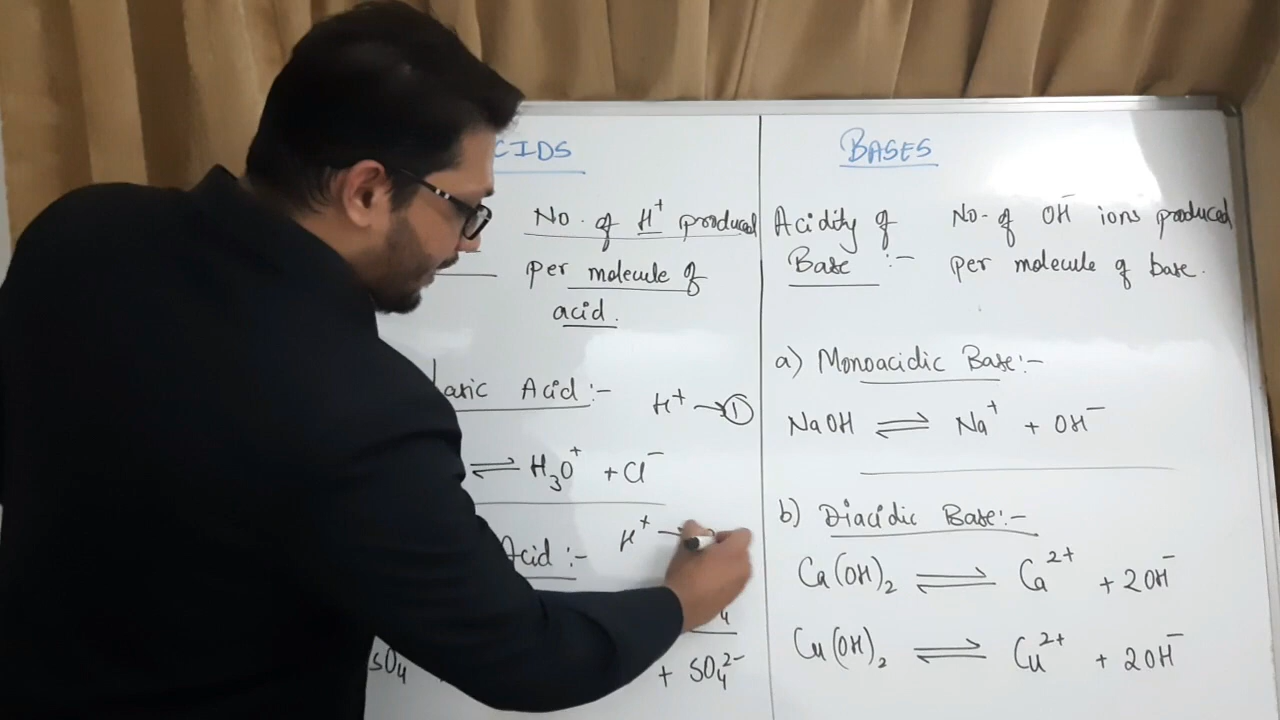 CIDS
No. of H⁺ produced
per molecule of
acid.
Acid :-
H⁺ → ①
⇌ H₃O⁺ + Cl⁻
H⁺ →
Acid :-
4
SO₄
+ SO₄²⁻
BASES
Acidity of Base :-
No. of OH⁻ ions produced
per molecule of base.
a) Monoacidic Base :-
NaOH ⇌ Na⁺ + OH⁻
b) Diacidic Base :-
Ca(OH)₂ ⇌ Ca²⁺ + 2OH⁻
Cu(OH)₂ ⇌ Cu²⁺ + 2OH⁻